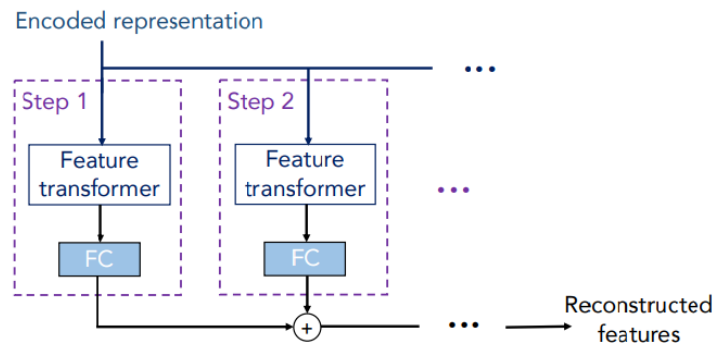 Encoded representation
Step 1
Step 2
Feature
transformer
Feature
transformer
...
...
FC
FC
+
...
Reconstructed
features